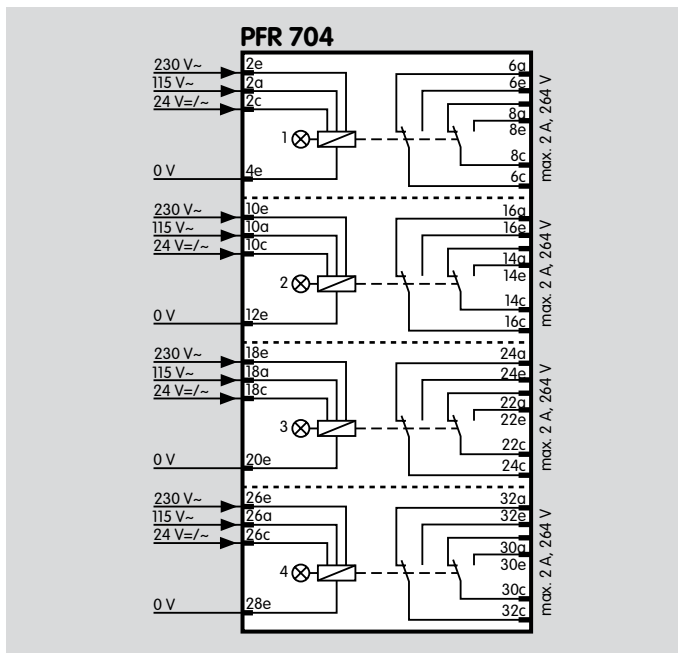 PFR 704
230 V~ 2e 6a
115 V~ 2a 6e
24 V=/~ 2c 8a
8e
1
8c
0 V 4e 6c
max. 2 A, 264 V
230 V~ 10e 16a
115 V~ 10a 16e
24 V=/~ 10c 14a
14e
2
14c
0 V 12e 16c
max. 2 A, 264 V
230 V~ 18e 24a
115 V~ 18a 24e
24 V=/~ 18c 22a
22e
3
22c
0 V 20e 24c
max. 2 A, 264 V
230 V~ 26e 32a
115 V~ 26a 32e
24 V=/~ 26c 30a
30e
4
30c
0 V 28e 32c
max. 2 A, 264 V